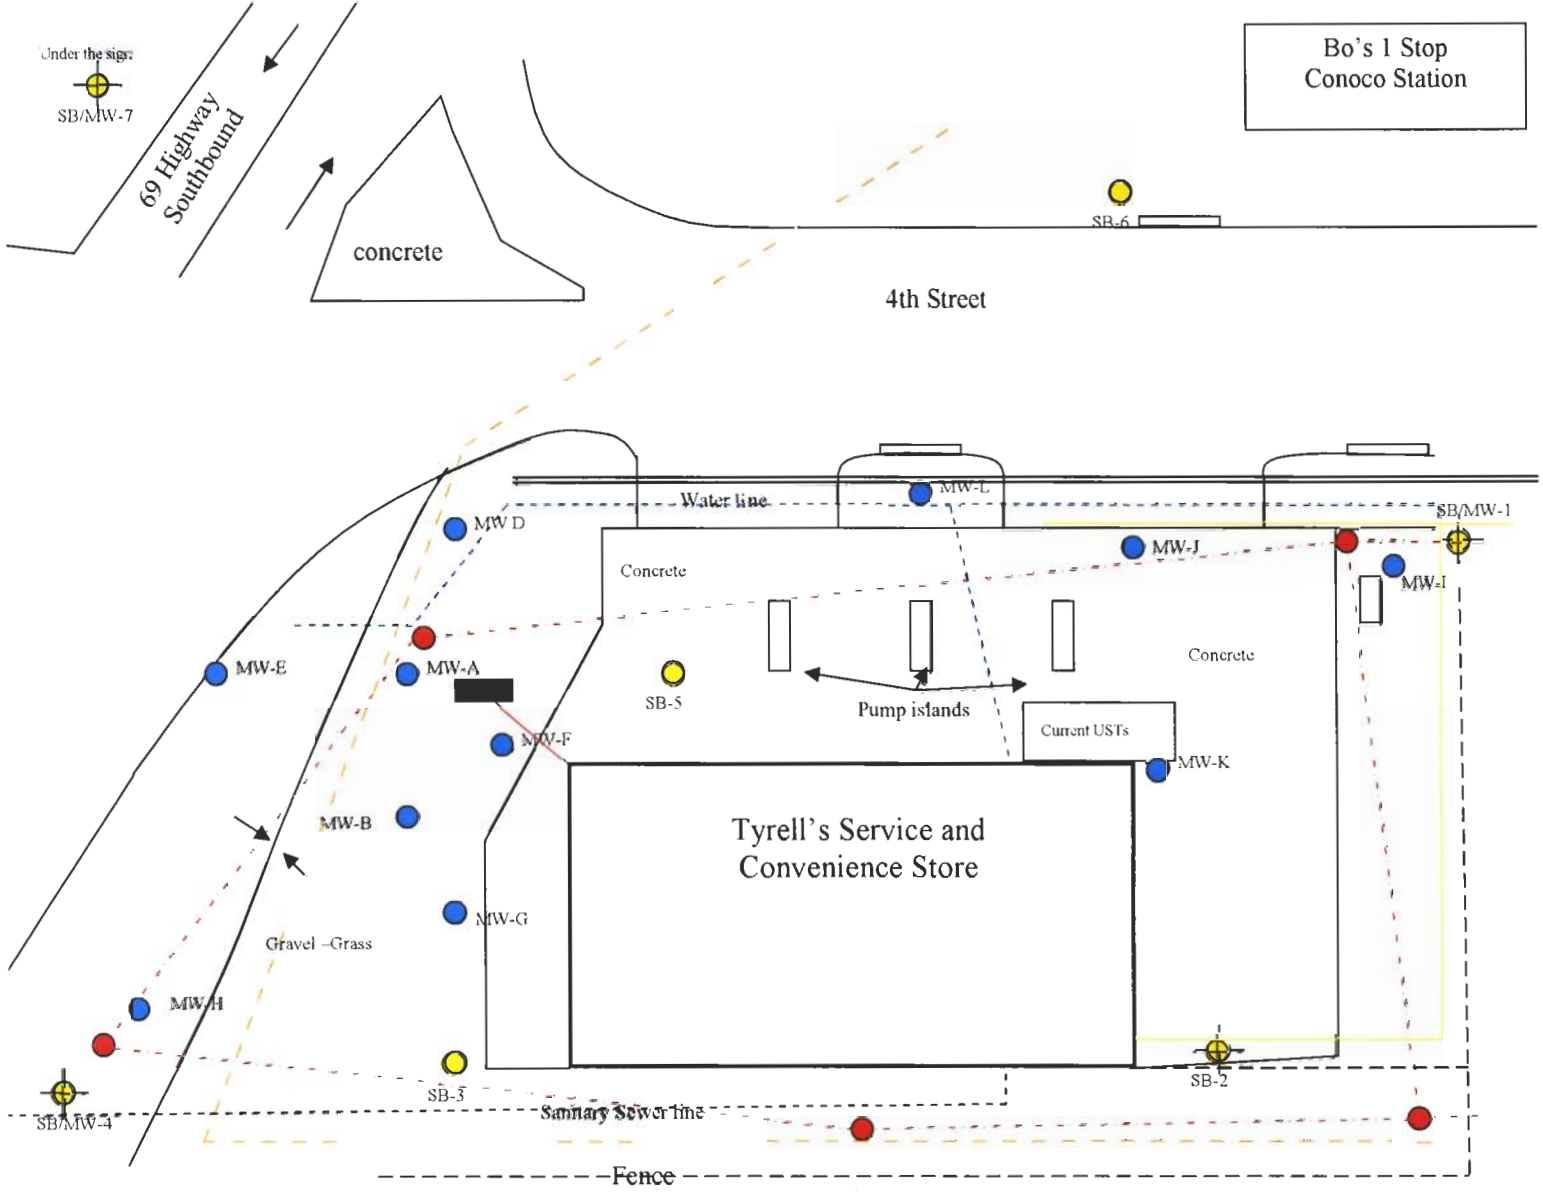 Under the sign.
SB/MW-7
69 Highway
Southbound
concrete
Bo's 1 Stop
Conoco Station
SB-6
4th Street
Water line
MW-L
SB/MW-1
MW D
MW-J
MW-I
Concrete
MW-E
MW-A
SB-5
Concrete
Pump islands
Current USTs
MW-F
MW-K
MW-B
Tyrell's Service and
Convenience Store
MW-G
Gravel –Grass
MW-H
SB-3
SB-2
Sanitary Sewer line
SB/MW-4
Fence